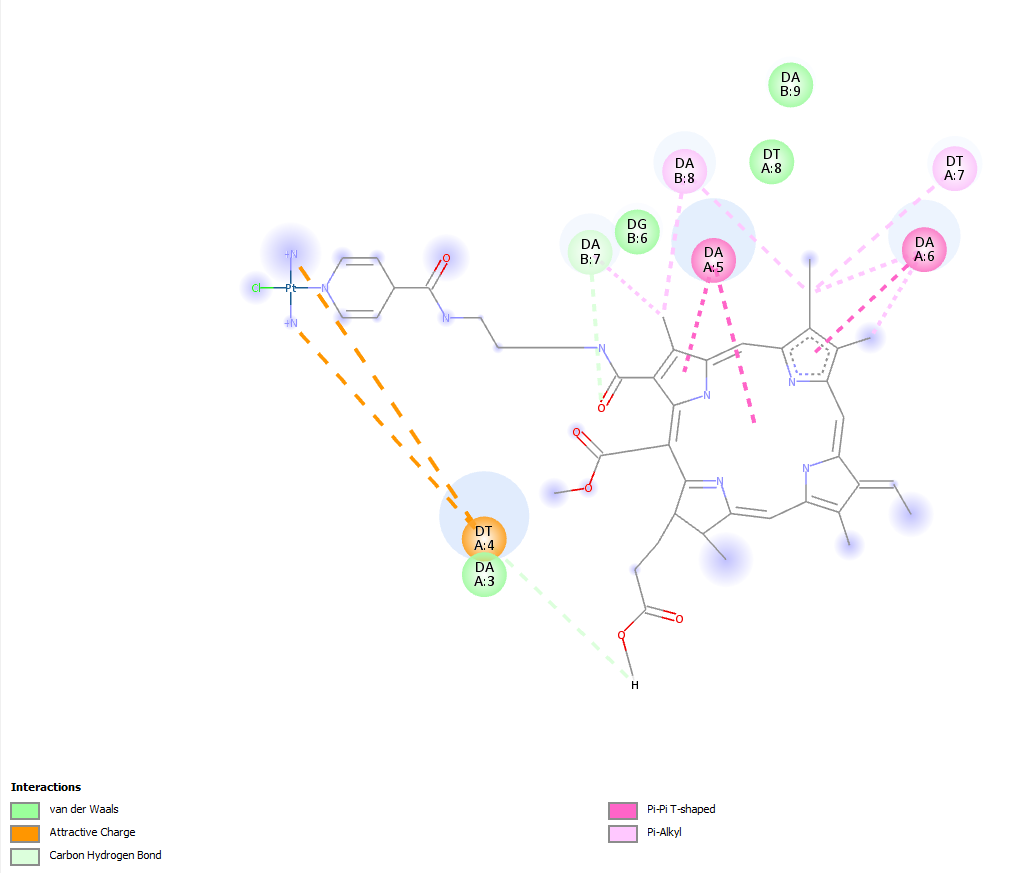 DA
B:9
DT
A:8
DA
B:8
DT
A:7
DG
B:6
DA
B:7
DA
A:5
DA
A:6
+N
Cl
Pt
N
+N
O
N
N
O
N
N
O
O
N
N
DT
A:4
DA
A:3
O
O
H
Interactions
van der Waals
Attractive Charge
Carbon Hydrogen Bond
Pi-Pi T-shaped
Pi-Alkyl